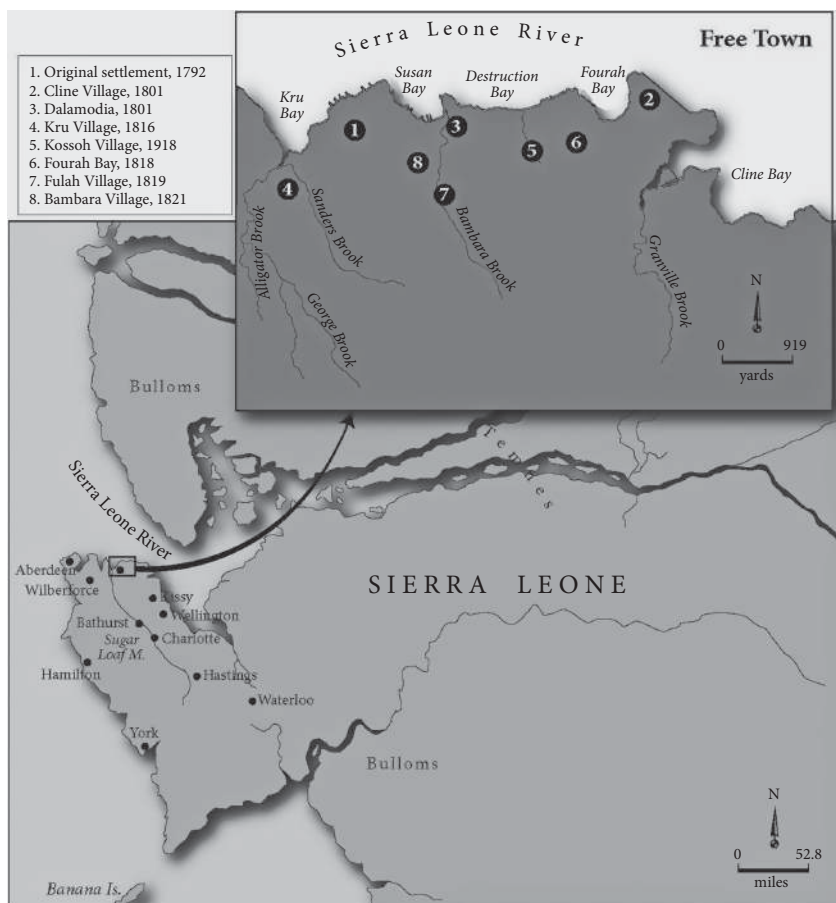 Sierra Leone River
Free Town
1. Original settlement, 1792
2. Cline Village, 1801
3. Dalamodia, 1801
4. Kru Village, 1816
5. Kossoh Village, 1918
6. Fourah Bay, 1818
7. Fulah Village, 1819
8. Bambara Village, 1821
Kru
Bay
Susan
Bay
Destruction
Bay
Fourah
Bay
Cline Bay
1
2
3
4
5
6
7
8
Alligator Brook
Sanders Brook
George Brook
Bambara Brook
Granville Brook
N
0 919
yards
Bulloms
Temnes
Sierra Leone River
SIERRA LEONE
Aberdeen
Wilberforce
Kissy
Wellington
Bathurst
Sugar
Loaf M.
Charlotte
Hamilton
Hastings
Waterloo
York
Bulloms
N
0 52.8
miles
Banana Is.